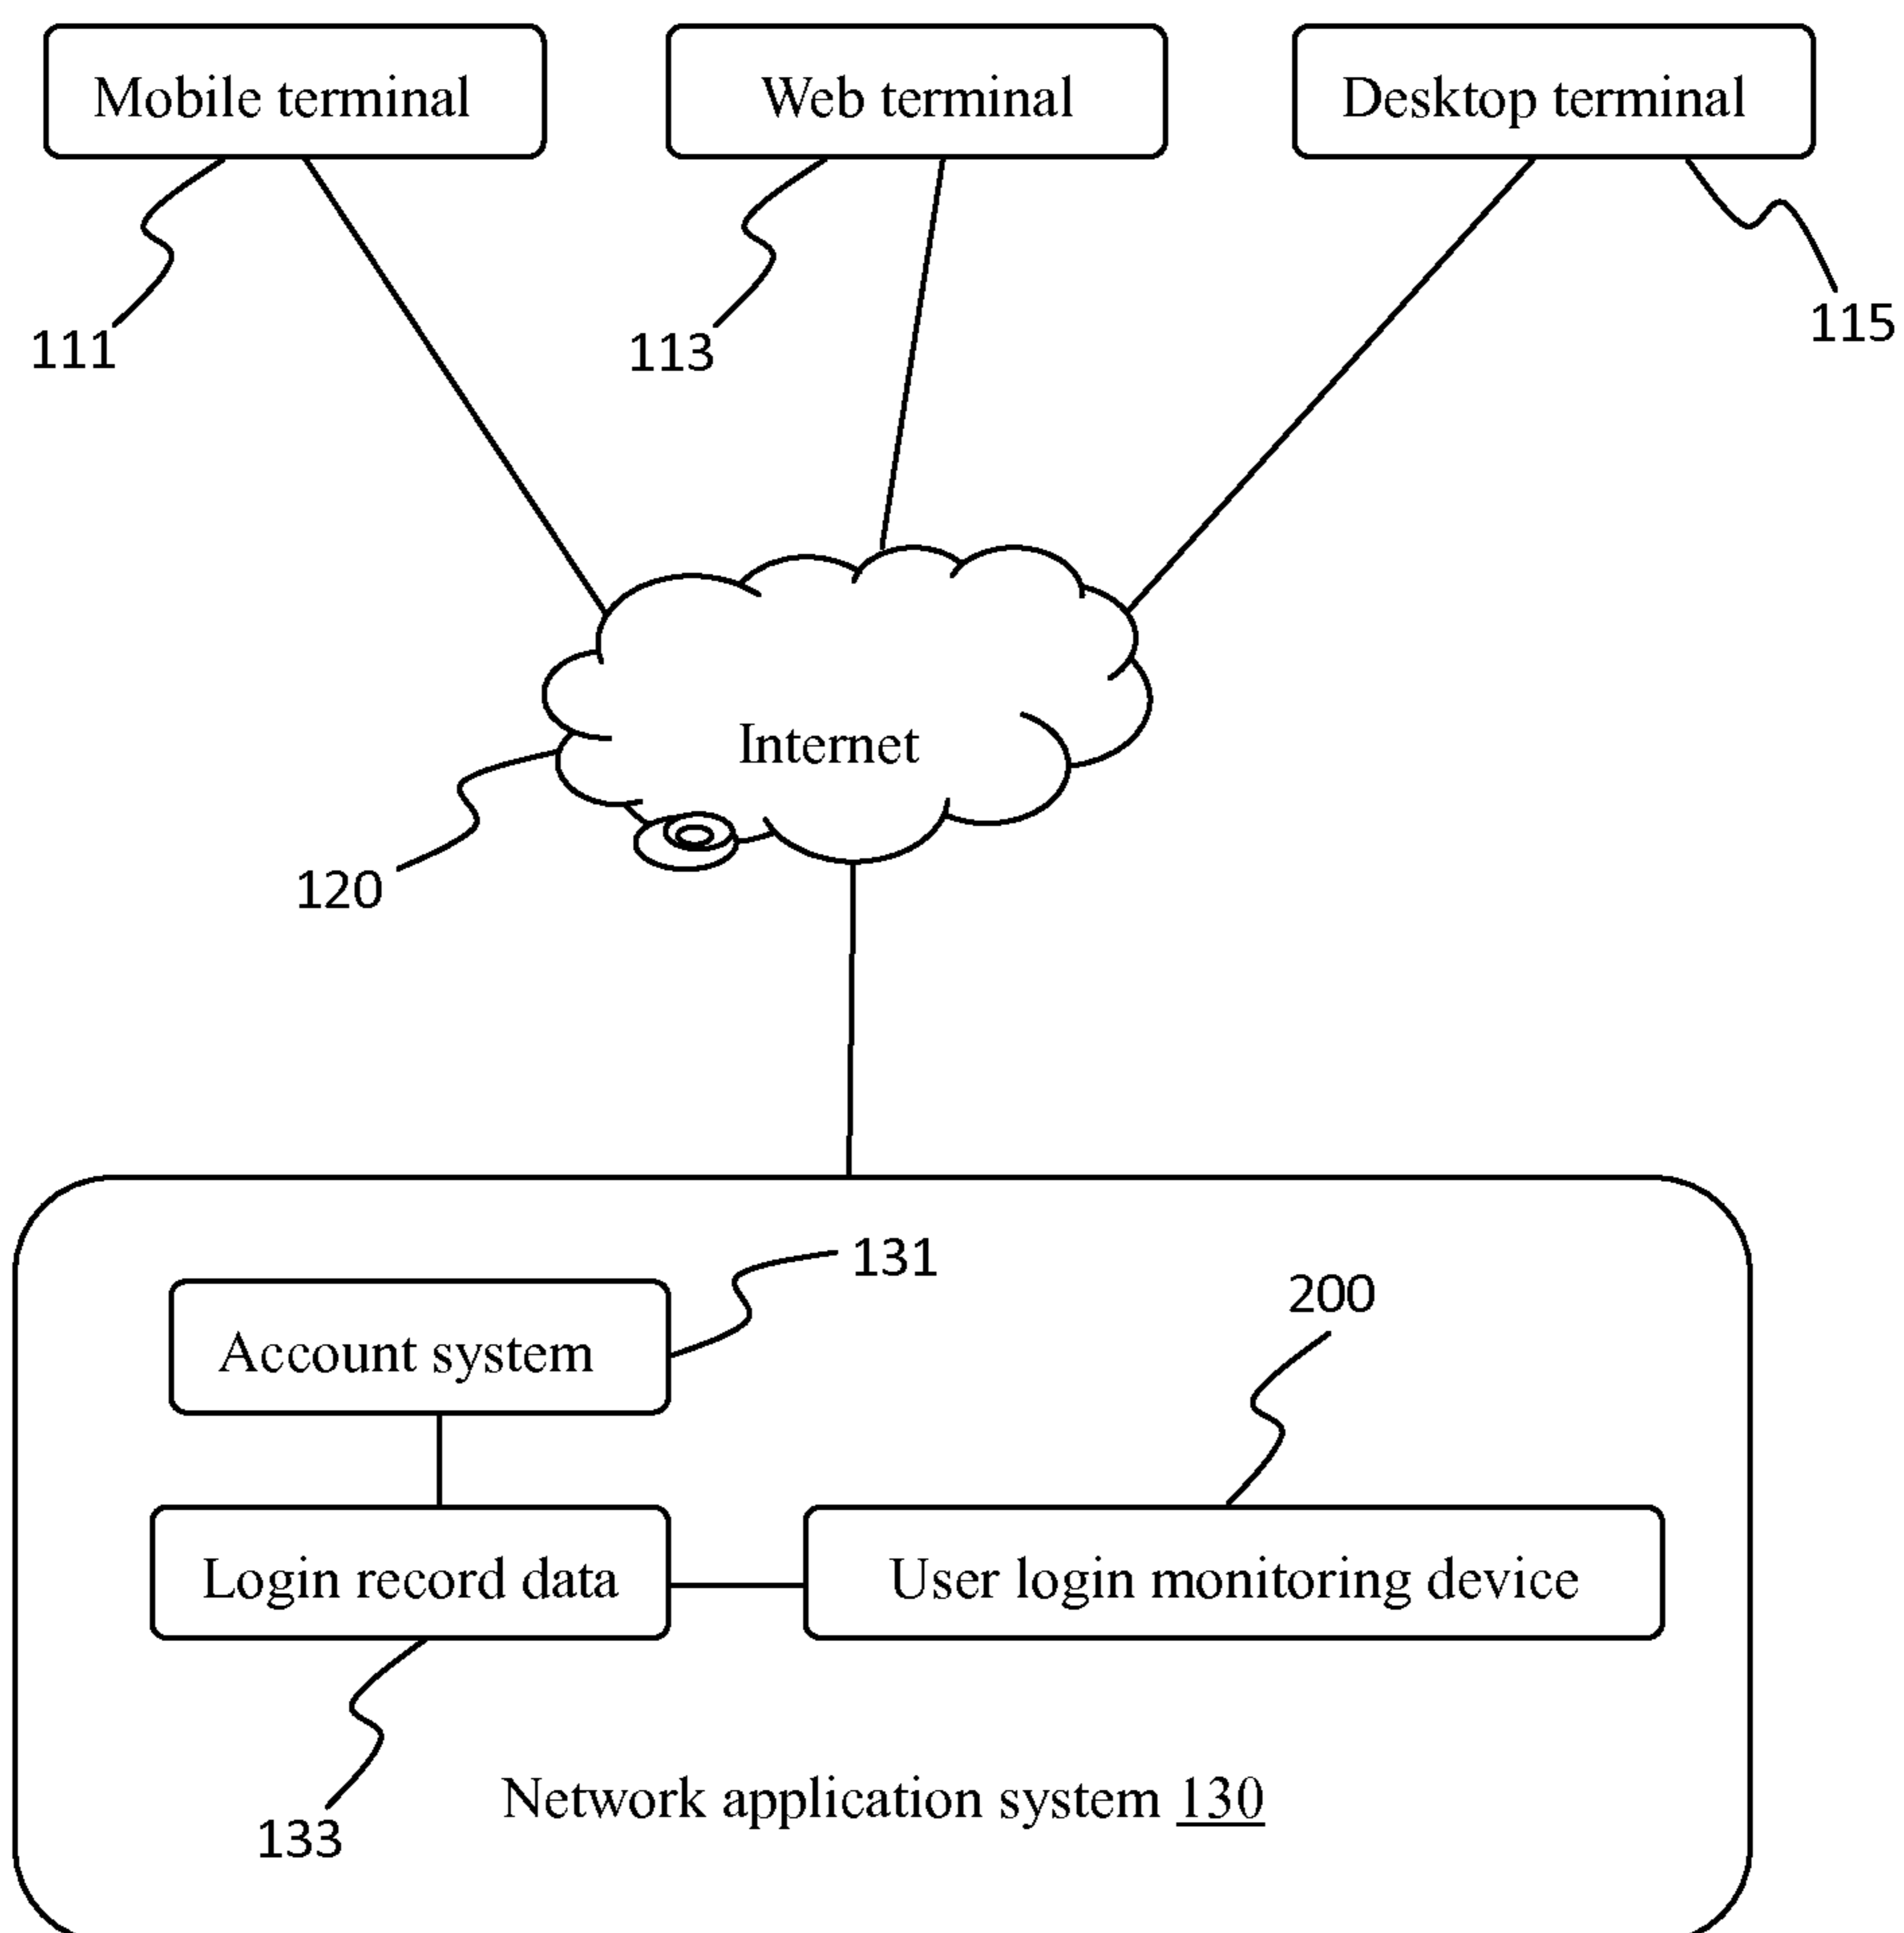 Mobile terminal
Web terminal
Desktop terminal
111
113
115
Internet
120
131
200
Account system
Login record data
User login monitoring device
Network application system 130
133